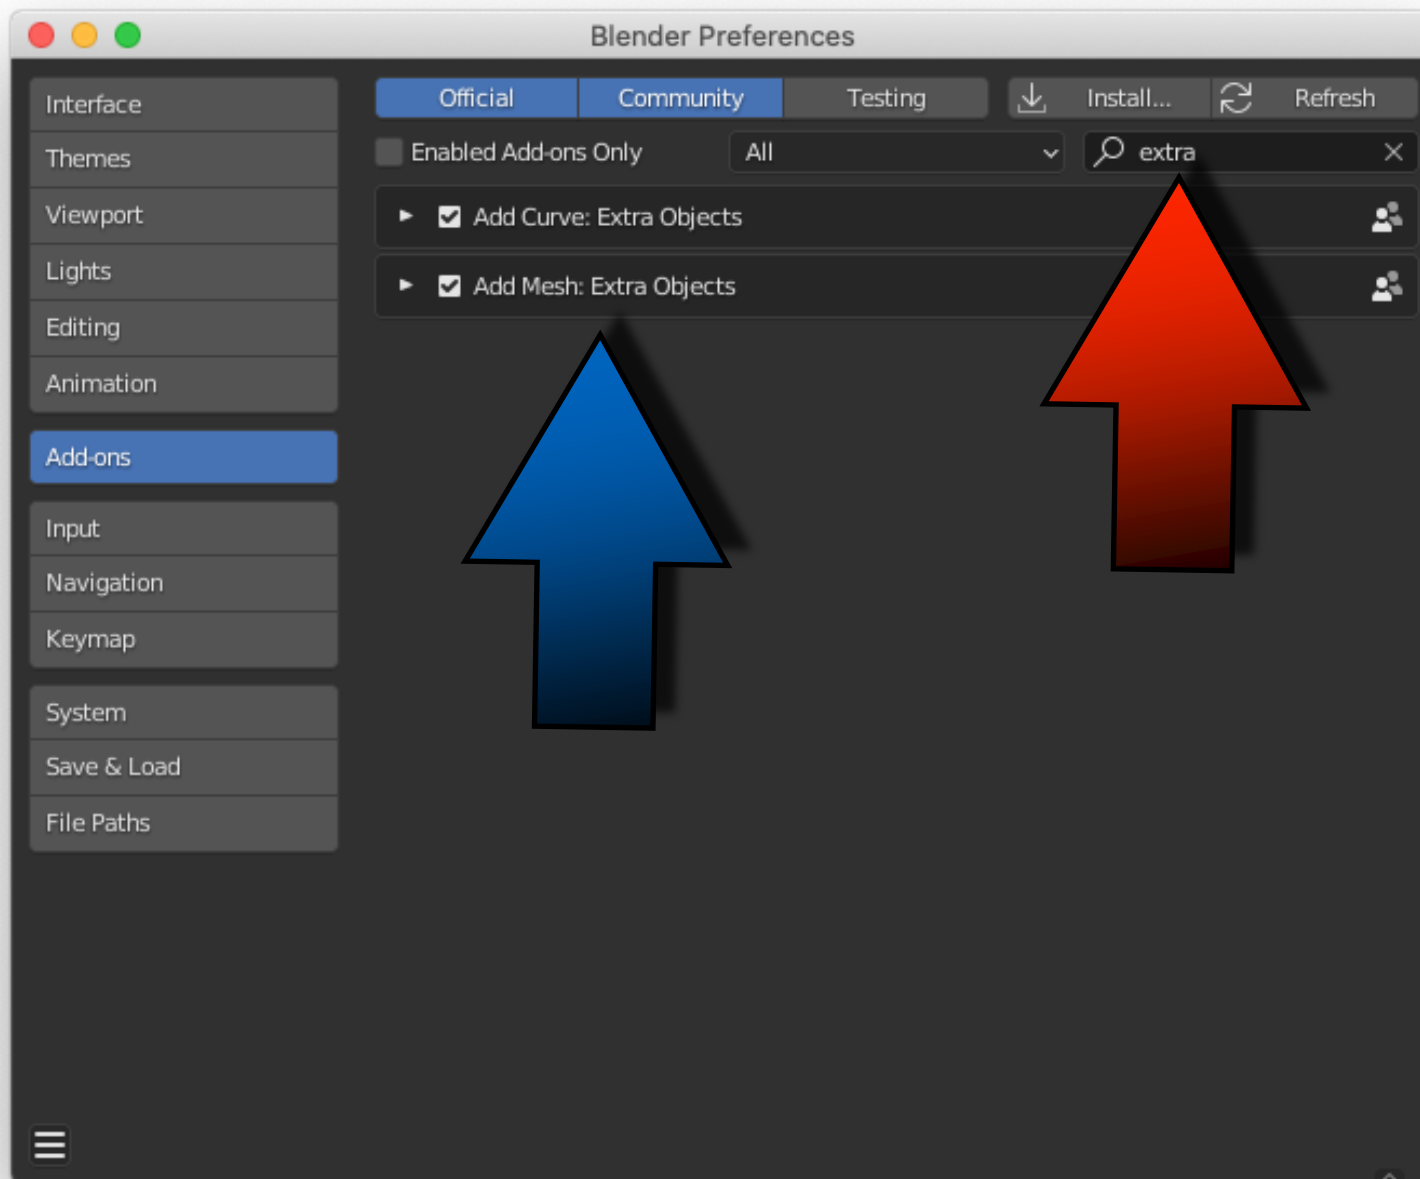 Blender Preferences
Interface
Themes
Viewport
Lights
Editing
Animation
Add-ons
Input
Navigation
Keymap
System
Save & Load
File Paths
Official Community Testing Install... Refresh
Enabled Add-ons Only All extra
Add Curve: Extra Objects
Add Mesh: Extra Objects